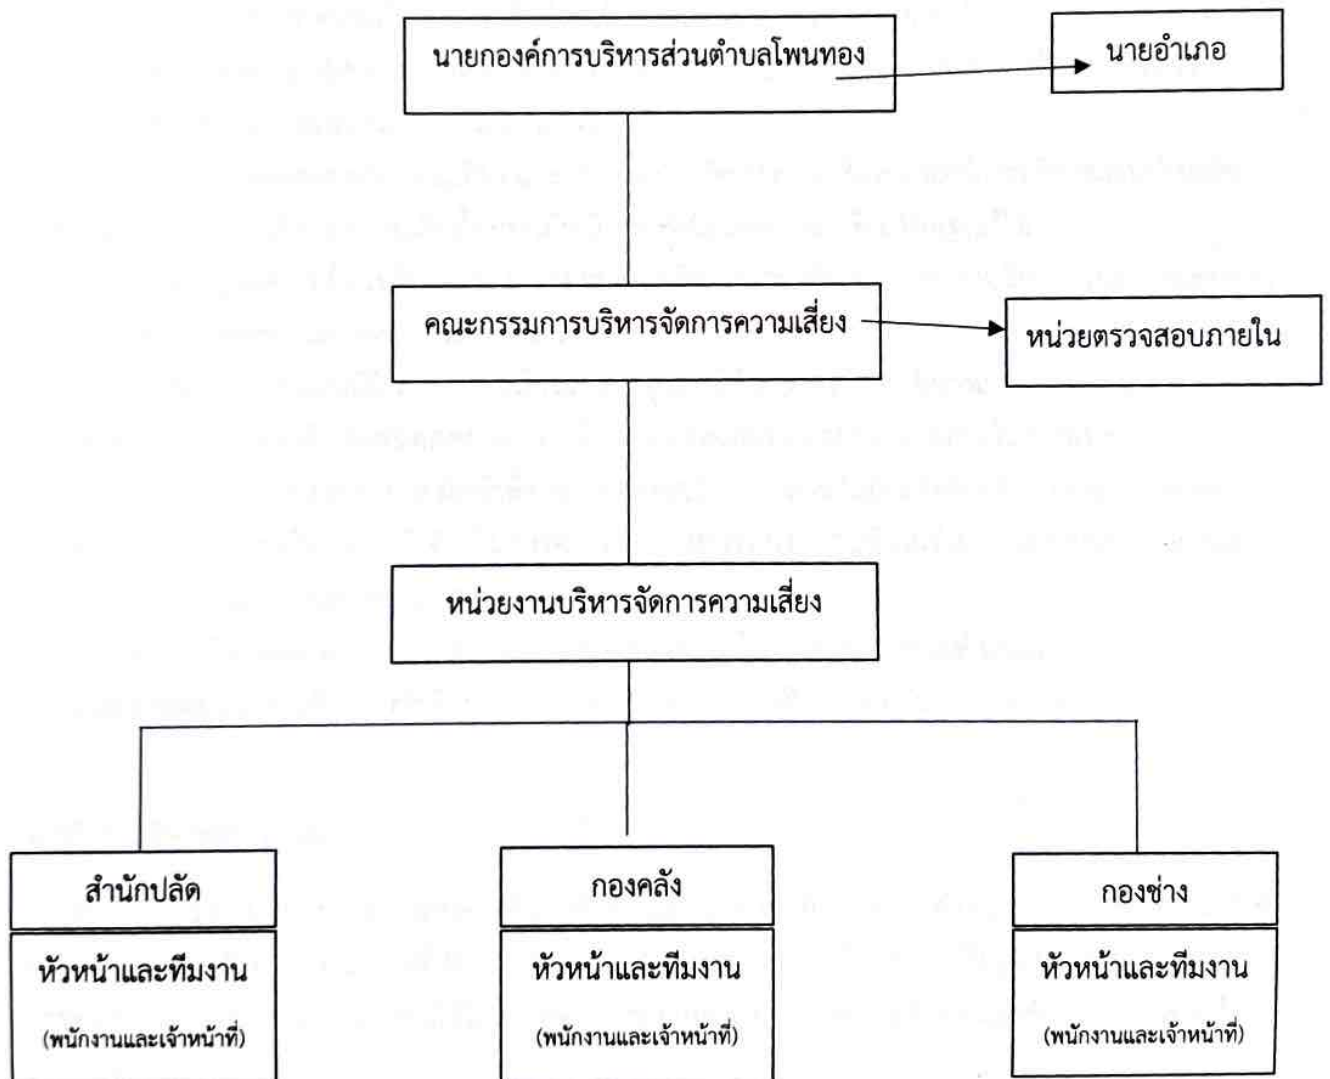 นายกองค์การบริหารส่วนตำบลโพนทอง
นายอำเภอ
คณะกรรมการบริหารจัดการความเสี่ยง
หน่วยตรวจสอบภายใน
หน่วยงานบริหารจัดการความเสี่ยง
สำนักปลัด
หัวหน้าและทีมงาน
(พนักงานและเจ้าหน้าที่)
กองคลัง
หัวหน้าและทีมงาน
(พนักงานและเจ้าหน้าที่)
กองช่าง
หัวหน้าและทีมงาน
(พนักงานและเจ้าหน้าที่)